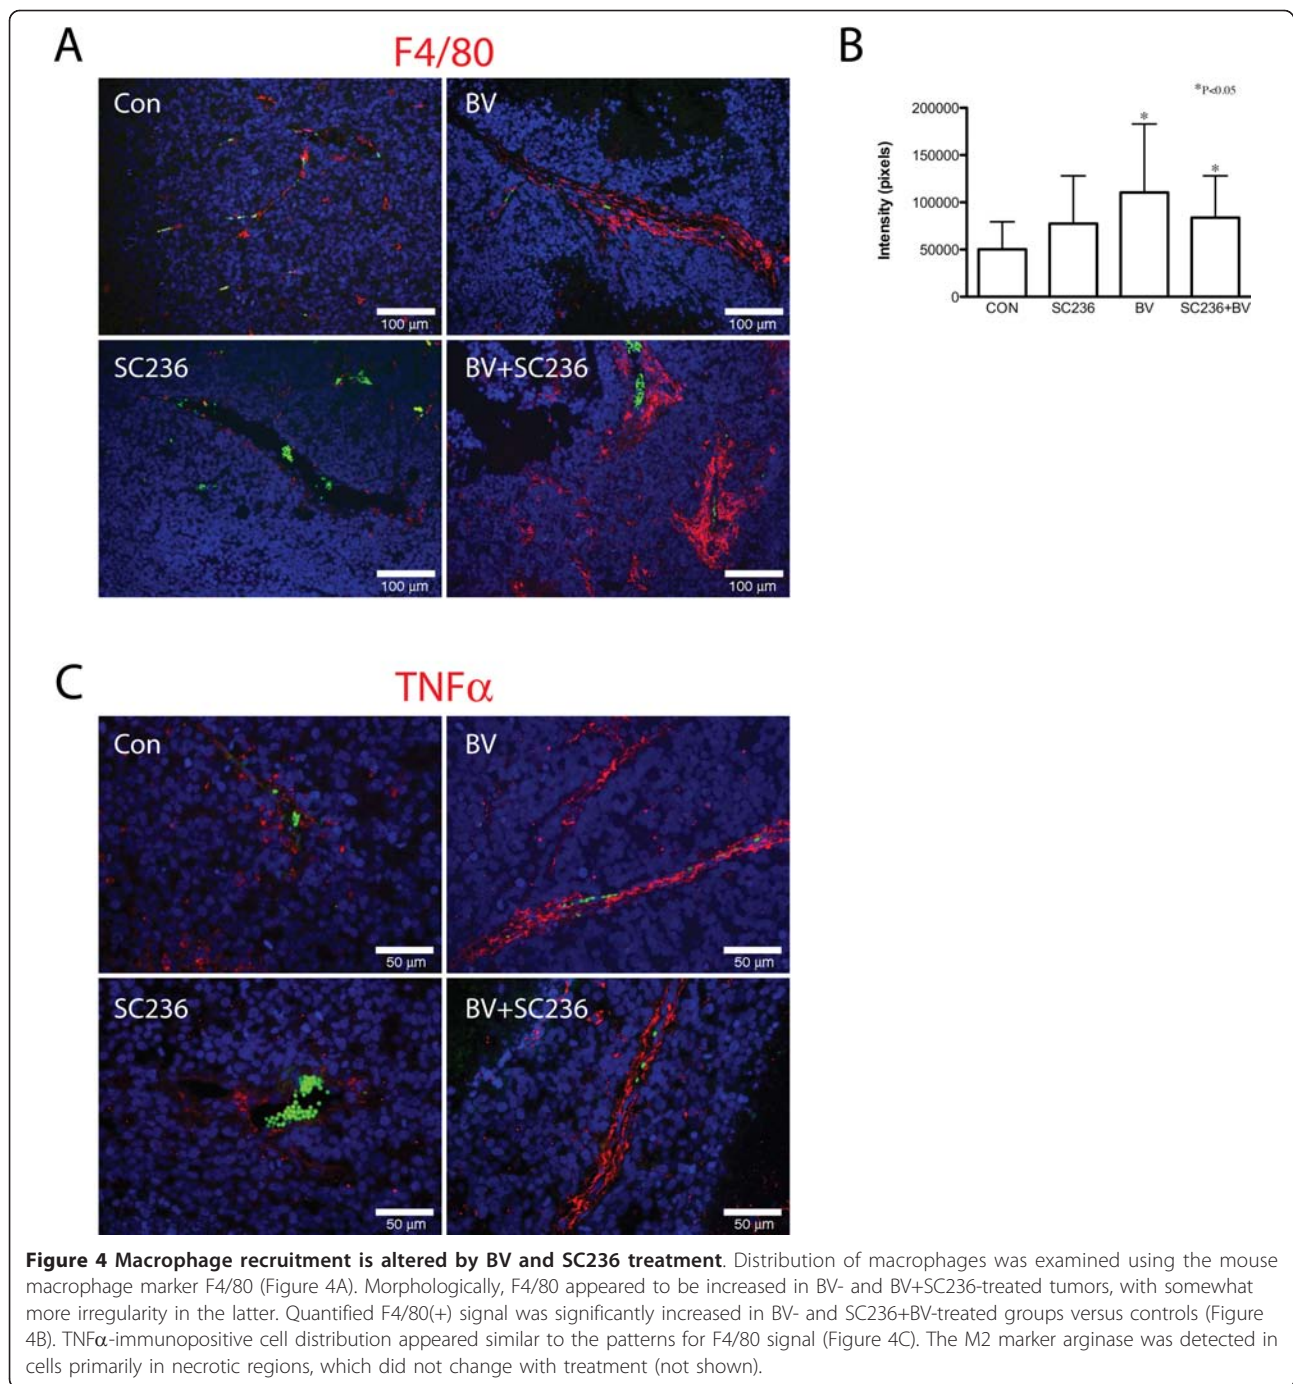 A
F4/80
Con
100 µm
BV
100 µm
SC236
100 µm
BV+SC236
100 µm
B
*P<0.05
Intensity (pixels)
200000
150000
100000
50000
0
*
*
CON SC236 BV SC236+BV
C
TNFα
Con
50 µm
BV
50 µm
SC236
50 µm
BV+SC236
50 µm
Figure 4 Macrophage recruitment is altered by BV and SC236 treatment. Distribution of macrophages was examined using the mouse
macrophage marker F4/80 (Figure 4A). Morphologically, F4/80 appeared to be increased in BV- and BV+SC236-treated tumors, with somewhat
more irregularity in the latter. Quantified F4/80(+) signal was significantly increased in BV- and SC236+BV-treated groups versus controls (Figure
4B). TNFα-immunopositive cell distribution appeared similar to the patterns for F4/80 signal (Figure 4C). The M2 marker arginase was detected in
cells primarily in necrotic regions, which did not change with treatment (not shown).